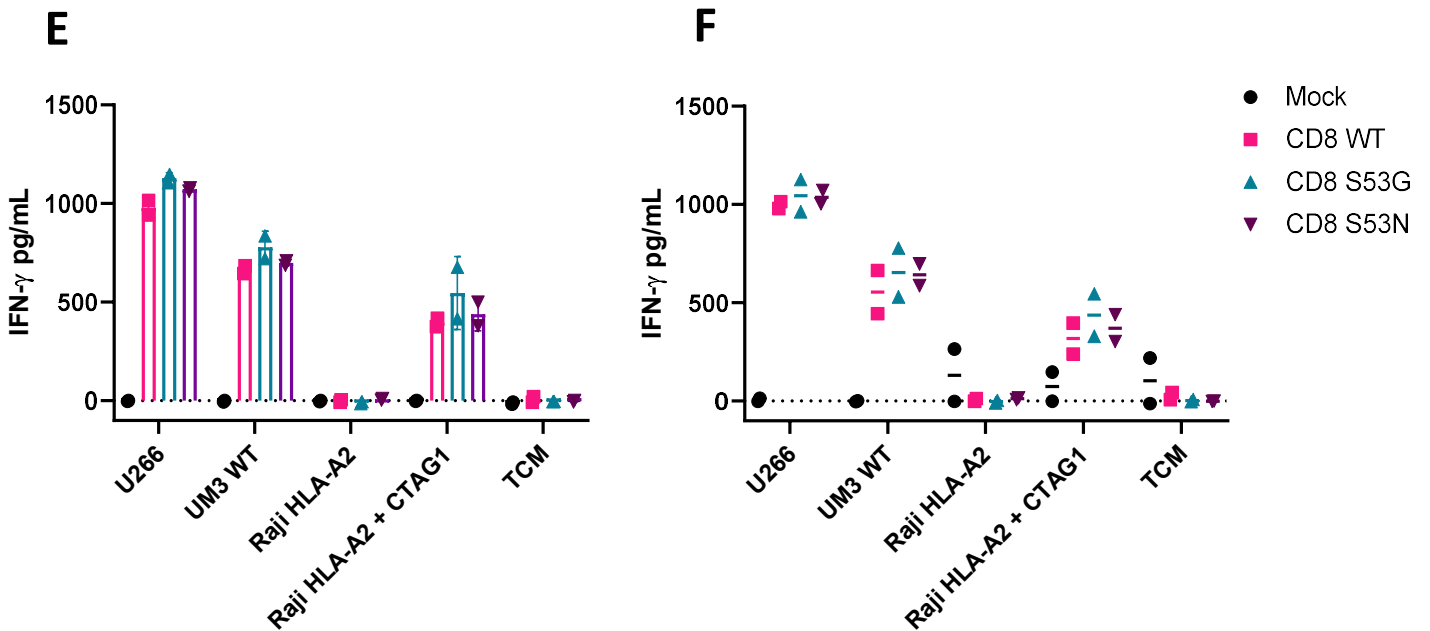 E
1500
1000
500
0
IFN-γ pg/mL
U266
UM3 WT
Raji HLA-A2
Raji HLA-A2 + CTAG1
TCM
F
1500
1000
500
0
IFN-γ pg/mL
U266
UM3 WT
Raji HLA-A2
Raji HLA-A2 + CTAG1
TCM
Mock
CD8 WT
CD8 S53G
CD8 S53N